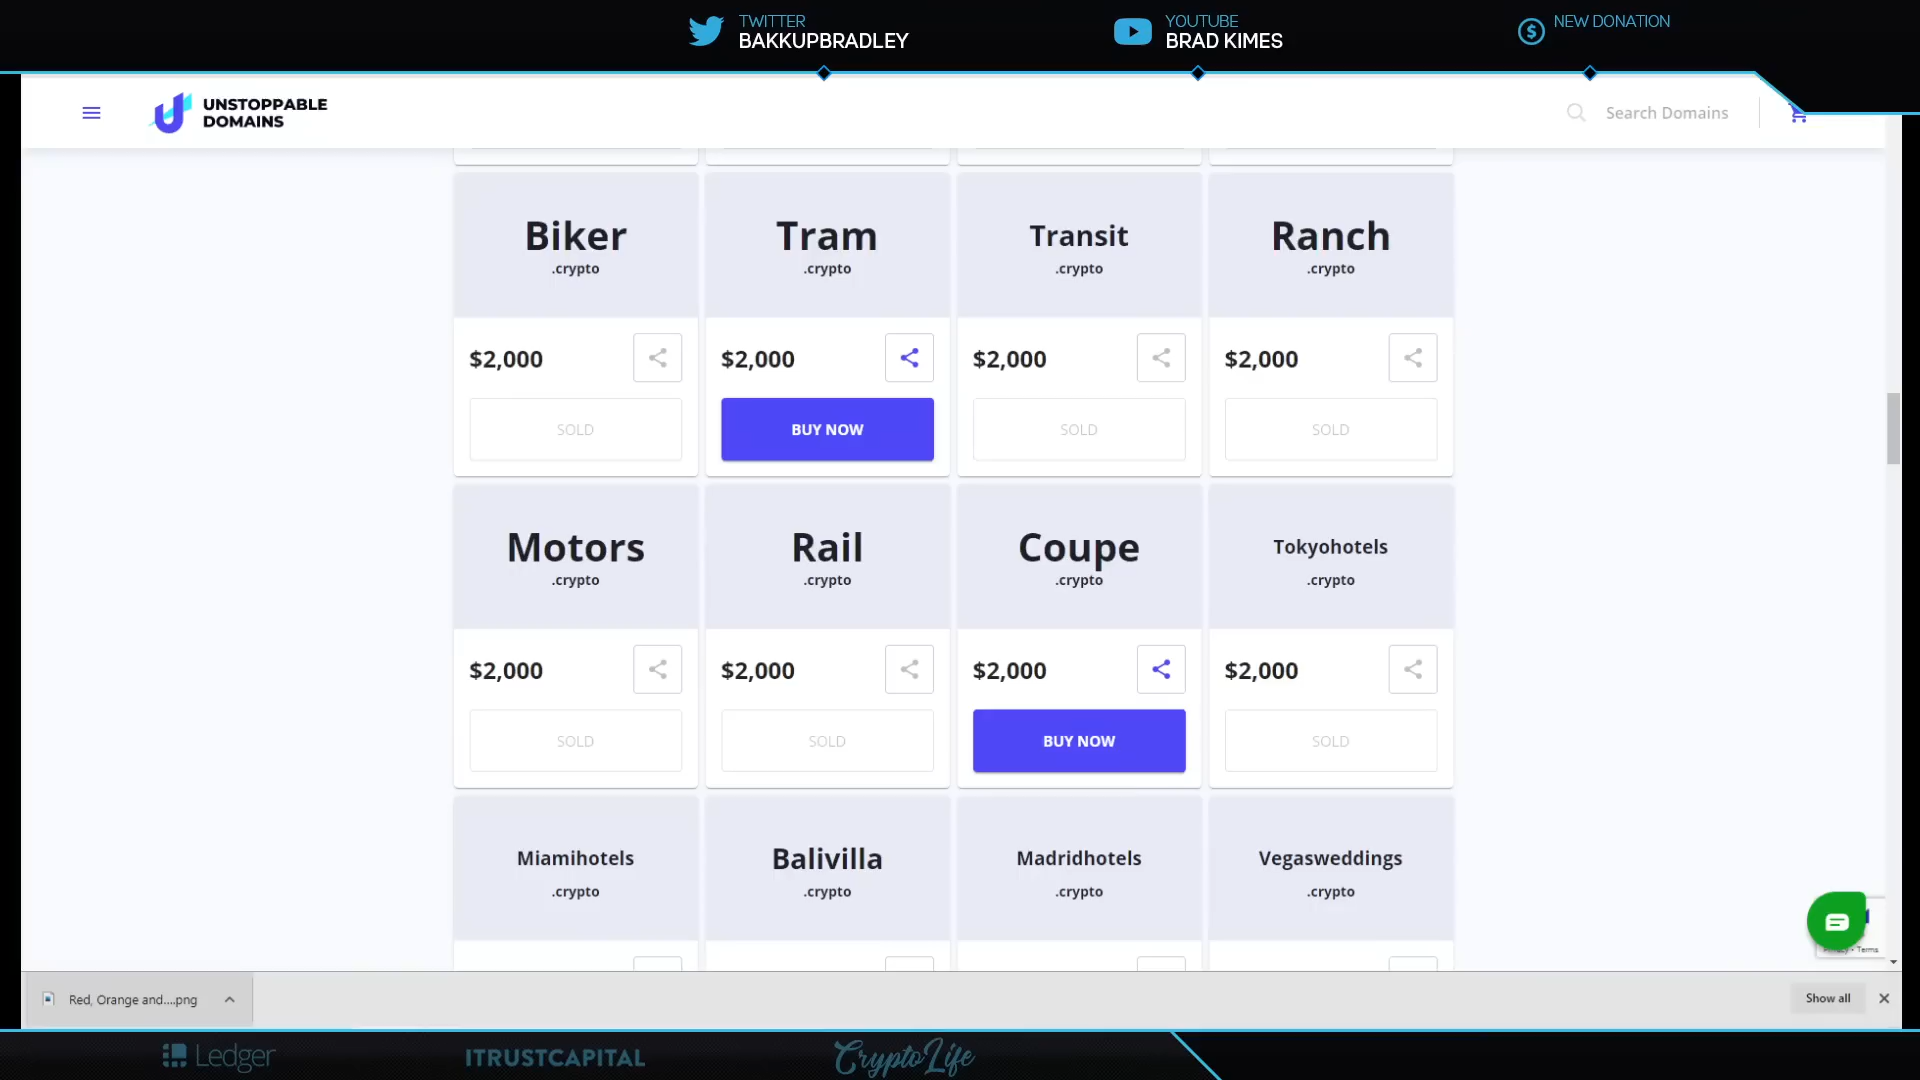 TWITTER
BAKKUPBRADLEY
YOUTUBE
BRAD KIMES
NEW DONATION
UNSTOPPABLE
DOMAINS
Search Domains
Biker
.crypto
$2,000
SOLD
Tram
.crypto
$2,000
BUY NOW
Transit
.crypto
$2,000
SOLD
Ranch
.crypto
$2,000
SOLD
Motors
.crypto
$2,000
SOLD
Rail
.crypto
$2,000
SOLD
Coupe
.crypto
$2,000
BUY NOW
Tokyohotels
.crypto
$2,000
SOLD
Miamihotels
.crypto
Balivilla
.crypto
Madridhotels
.crypto
Vegasweddings
.crypto
Terms
Red, Orange and....png
Show all
Ledger
ITRUSTCAPITAL
CryptoLife